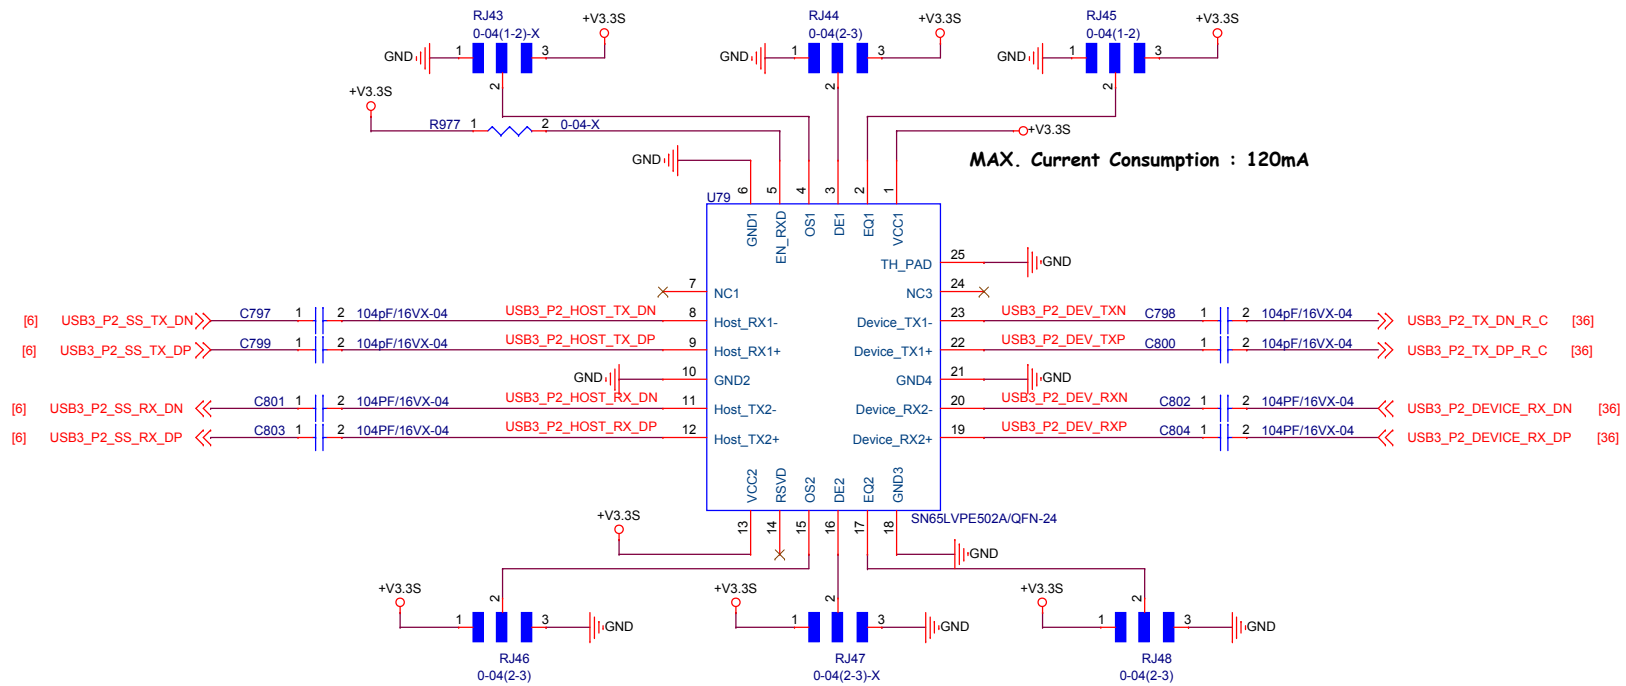 RJ43 RJ44 RJ45
0-04(1-2)-X +V3.3S 0-04(2-3) +V3.3S 0-04(1-2) +V3.3S
GND 1 3 GND 1 3 GND 1 3
2 2 2
+V3.3S
R977 1 2 0-04-X +V3.3S
GND MAX. Current Consumption : 120mA
6 5 4 3 2 1
U79
GND1 EN_RXD OS1 DE1 EQ1 VCC1
TH_PAD 25 GND
7 NC1 NC3 24
[6] USB3_P2_SS_TX_DN C797 1 2 104pF/16VX-04 USB3_P2_HOST_TX_DN 8 Host_RX1- Device_TX1- 23 USB3_P2_DEV_TXN C798 1 2 104pF/16VX-04 USB3_P2_TX_DN_R_C [36]
[6] USB3_P2_SS_TX_DP C799 1 2 104pF/16VX-04 USB3_P2_HOST_TX_DP 9 Host_RX1+ Device_TX1+ 22 USB3_P2_DEV_TXP C800 1 2 104pF/16VX-04 USB3_P2_TX_DP_R_C [36]
GND 10 GND2 GND4 21 GND
[6] USB3_P2_SS_RX_DN C801 1 2 104PF/16VX-04 USB3_P2_HOST_RX_DN 11 Host_TX2- Device_RX2- 20 USB3_P2_DEV_RXN C802 1 2 104PF/16VX-04 USB3_P2_DEVICE_RX_DN [36]
[6] USB3_P2_SS_RX_DP C803 1 2 104PF/16VX-04 USB3_P2_HOST_RX_DP 12 Host_TX2+ Device_RX2+ 19 USB3_P2_DEV_RXP C804 1 2 104PF/16VX-04 USB3_P2_DEVICE_RX_DP [36]
VCC2 RSVD OS2 DE2 EQ2 GND3
SN65LVPE502A/QFN-24
+V3.3S 13 14 15 16 17 18
GND
+V3.3S +V3.3S +V3.3S
2 2 2
1 3 GND 1 3 GND 1 3 GND
RJ46 RJ47 RJ48
0-04(2-3) 0-04(2-3)-X 0-04(2-3)